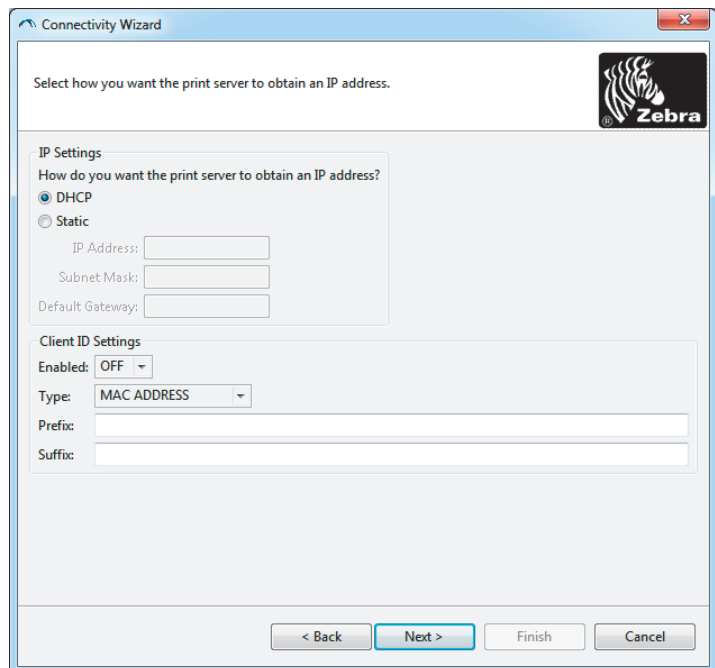 Connectivity Wizard
Select how you want the print server to obtain an IP address.
® Zebra
IP Settings
How do you want the print server to obtain an IP address?
DHCP
Static
IP Address:
Subnet Mask:
Default Gateway:
Client ID Settings
Enabled: OFF
Type: MAC ADDRESS
Prefix:
Suffix:
< Back Next > Finish Cancel